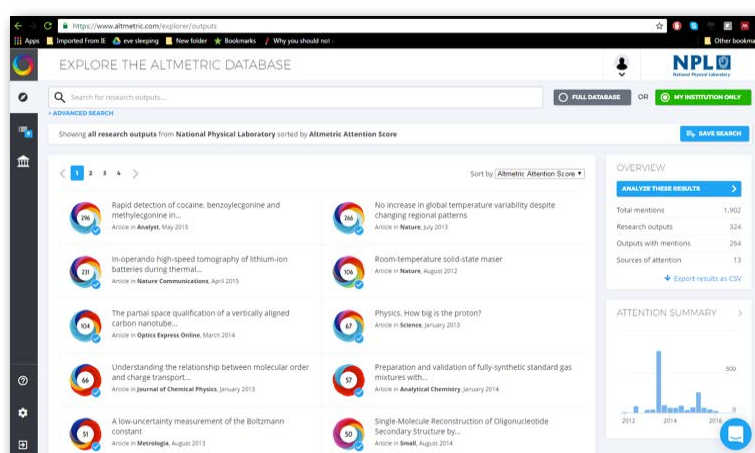 https://www.altmetric.com/explorer/outputs
Apps Imported From IE eve sleeping New folder Bookmarks Why you should not Other bookma
EXPLORE THE ALTMETRIC DATABASE
NPL
National Physical Laboratory
Search for research outputs...
FULL DATABASE OR MY INSTITUTION ONLY
+ ADVANCED SEARCH
Showing all research outputs from National Physical Laboratory sorted by Altmetric Attention Score
SAVE SEARCH
1 2 3 4
Sort by Altmetric Attention Score
296
Rapid detection of cocaine, benzoylecgonine and
methylecgonine in...
Article in Analyst, May 2015
266
No increase in global temperature variability despite
changing regional patterns
Article in Nature, July 2013
231
In-operando high-speed tomography of lithium-ion
batteries during thermal...
Article in Nature Communications, April 2015
106
Room-temperature solid-state maser
Article in Nature, August 2012
104
The partial space qualification of a vertically aligned
carbon nanotube...
Article in Optics Express Online, March 2014
67
Physics. How big is the proton?
Article in Science, January 2013
66
Understanding the relationship between molecular order
and charge transport...
Article in Journal of Chemical Physics, January 2013
57
Preparation and validation of fully-synthetic standard gas
mixtures with...
Article in Analytical Chemistry, January 2014
51
A low-uncertainty measurement of the Boltzmann
constant
Article in Metrologia, August 2013
50
Single-Molecule Reconstruction of Oligonucleotide
Secondary Structure by...
Article in Small, August 2014
OVERVIEW
ANALYZE THESE RESULTS
Total mentions 1,902
Research outputs 324
Outputs with mentions 264
Sources of attention 13
Export results as CSV
ATTENTION SUMMARY
500
0
2012 2014 2016